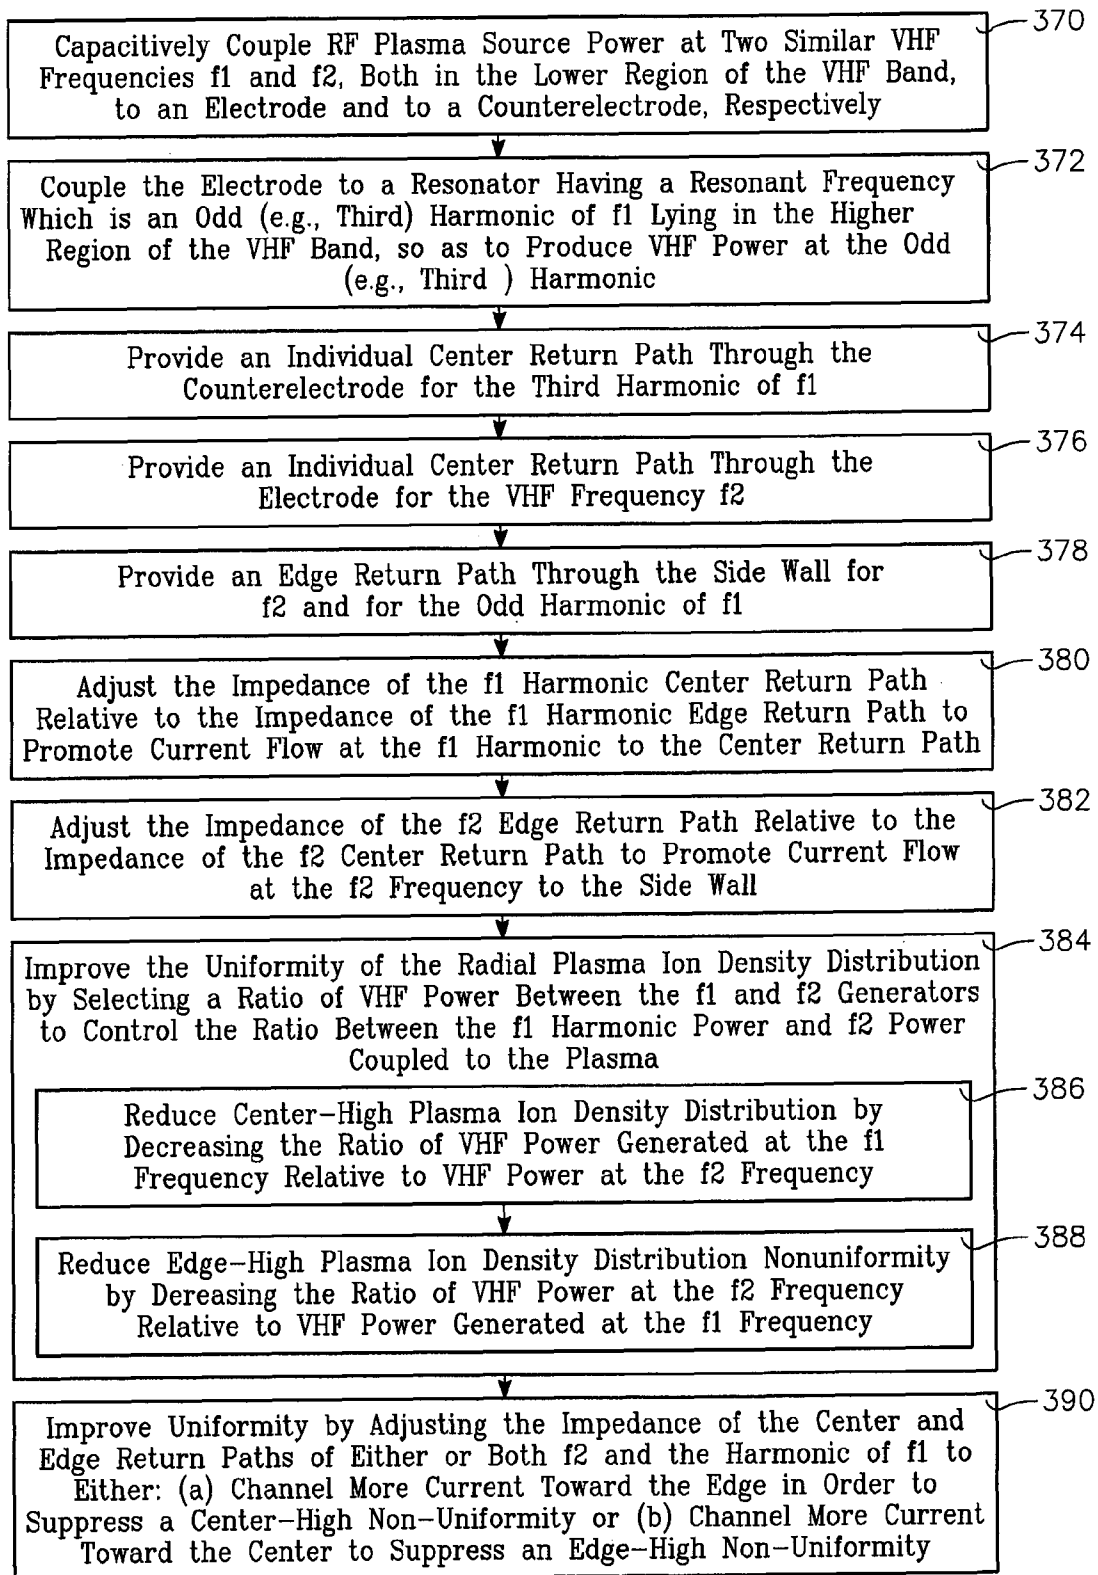 370
Capacitively Couple RF Plasma Source Power at Two Similar VHF
Frequencies f1 and f2, Both in the Lower Region of the VHF Band,
to an Electrode and to a Counterelectrode, Respectively
372
Couple the Electrode to a Resonator Having a Resonant Frequency
Which is an Odd (e.g., Third) Harmonic of f1 Lying in the Higher
Region of the VHF Band, so as to Produce VHF Power at the Odd
(e.g., Third ) Harmonic
374
Provide an Individual Center Return Path Through the
Counterelectrode for the Third Harmonic of f1
376
Provide an Individual Center Return Path Through the
Electrode for the VHF Frequency f2
378
Provide an Edge Return Path Through the Side Wall for
f2 and for the Odd Harmonic of f1
380
Adjust the Impedance of the f1 Harmonic Center Return Path
Relative to the Impedance of the f1 Harmonic Edge Return Path to
Promote Current Flow at the f1 Harmonic to the Center Return Path
382
Adjust the Impedance of the f2 Edge Return Path Relative to the
Impedance of the f2 Center Return Path to Promote Current Flow
at the f2 Frequency to the Side Wall
384
Improve the Uniformity of the Radial Plasma Ion Density Distribution
by Selecting a Ratio of VHF Power Between the f1 and f2 Generators
to Control the Ratio Between the f1 Harmonic Power and f2 Power
Coupled to the Plasma
386
Reduce Center-High Plasma Ion Density Distribution by
Decreasing the Ratio of VHF Power Generated at the f1
Frequency Relative to VHF Power at the f2 Frequency
388
Reduce Edge-High Plasma Ion Density Distribution Nonuniformity
by Dereasing the Ratio of VHF Power at the f2 Frequency
Relative to VHF Power Generated at the f1 Frequency
390
Improve Uniformity by Adjusting the Impedance of the Center and
Edge Return Paths of Either or Both f2 and the Harmonic of f1 to
Either: (a) Channel More Current Toward the Edge in Order to
Suppress a Center-High Non-Uniformity or (b) Channel More Current
Toward the Center to Suppress an Edge-High Non-Uniformity